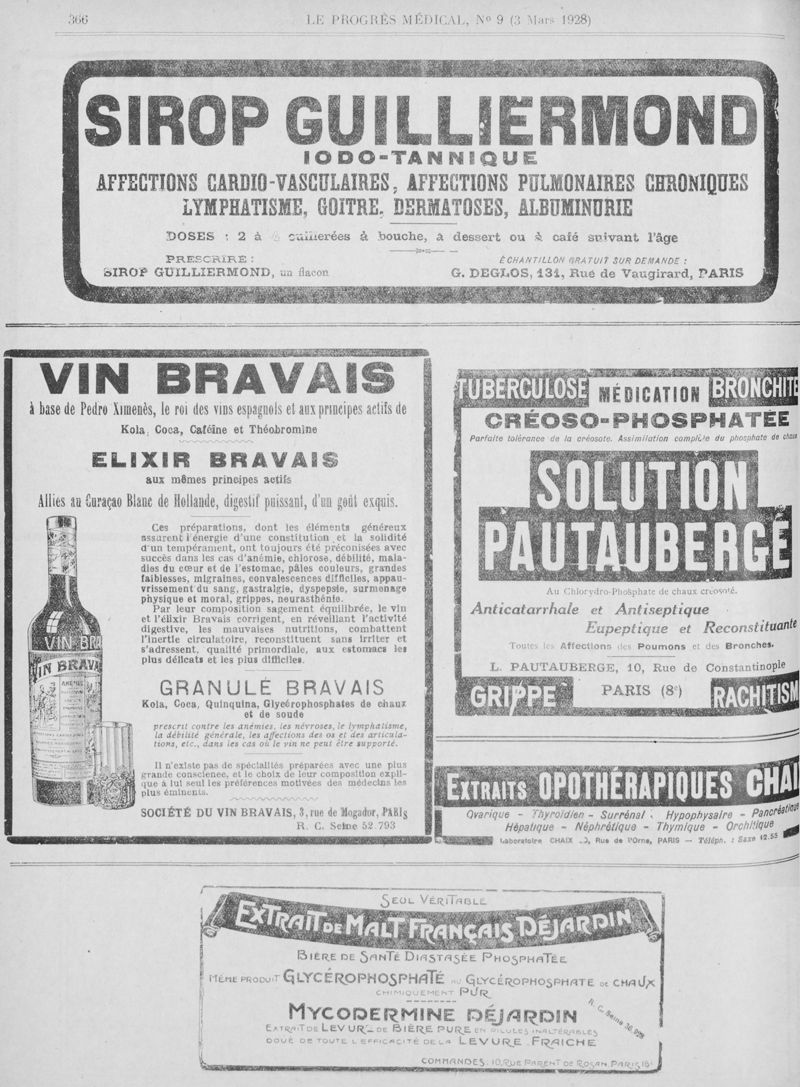 366
LE PROGRÈS MÉDICAL, N° 9 (3 Mars 1928)
SIROP GUILLIERMOND
IODO-TANNIQUE
AFFECTIONS CARDIO-VASCULAIRES, AFFECTIONS PULMONAIRES CHRONIQUES
LYMPHATISME, GOITRE, DERMATOSES, ALBUMINURIE
DOSES : 2 à cuillerées à bouche, à dessert ou à café suivant l'âge
PRESCRIRE :
SIROP GUILLIERMOND, un flacon
ÉCHANTILLON GRATUIT SUR DEMANDE :
G. DEGLOS, 131, Rue de Vaugirard, PARIS
VIN BRAVAIS
à base de Pedro Ximenès, le roi des vins espagnols et aux principes actifs de
Kola, Coca, Caféine et Théobromine
ELIXIR BRAVAIS
aux mêmes principes actifs
Alliés au Curaçao Blanc de Hollande, digestif puissant, d'un goût exquis.
Ces préparations, dont les éléments généreux
assurent l'énergie d'une constitution et la solidité
d'un tempérament, ont toujours été préconisées avec
succès dans les cas d'anémie, chlorose, débilité, mala-
dies du cœur et de l'estomac, pâles couleurs, grandes
faiblesses, migraines, convalescences difficiles, appau-
vrissement du sang, gastralgie, dyspepsie, surmenage
physique et moral, grippes, neurasthénie.
Par leur composition sagement équilibrée, le vin
et l'élixir Bravais corrigent, en réveillant l'activité
digestive, les mauvaises nutritions, combattent
l'inertie circulatoire, reconstituent sans irriter et
s'adressent, qualité primordiale, aux estomacs les
plus délicats et les plus difficiles.
VIN BRA
VIN BRAVAIS
GRANULÉ BRAVAIS
Kola, Coca, Quinquina, Glycérophosphates de chaux
et de soude
prescrit contre les anémies, les névroses, le lymphatisme,
la débilité générale, les affections des os et des articula-
tions, etc., dans les cas où le vin ne peut être supporté.
Il n'existe pas de spécialités préparées avec une plus
grande conscience, et le choix de leur composition expli-
que à lui seul les préférences motivées des médecins les
plus éminents.
SOCIÉTÉ DU VIN BRAVAIS, 3, rue de Mogador, PARIS
R. C. Seine 52.793
TUBERCULOSE MÉDICATION BRONCHITE
CRÉOSO-PHOSPHATÉE
Parfaite tolérance de la créosote. Assimilation complète du phosphate de chaux
SOLUTION
PAUTAUBERGE
Au Chlorydro-Phosphate de chaux créosoté.
Anticatarrhale et Antiseptique
Eupeptique et Reconstituante
Toutes les Affections des Poumons et des Bronches.
L. PAUTAUBERGE, 10, Rue de Constantinople
GRIPPE PARIS (8e) RACHITISM
EXTRAITS OPOTHÉRAPIQUES CHAI
Ovarique - Thyroïdien - Surrénal - Hypophysaire - Pancréatique
Hépatique - Néphrétique - Thymique - Orchitique
Laboratoire CHAIX Rue de l'Orne, PARIS — Téléph. : Saxe 12.55
SEUL VÉRITABLE
EXTRAIT DE MALT FRANÇAIS DÉJARDIN
BIÈRE DE SANTÉ DIASTASÉE PHOSPHATÉE
MÊME PRODUIT GLYCÉROPHOSPHATÉ AU GLYCÉROPHOSPHATE DE CHAUX
CHIMIQUEMENT PUR
MYCODERMINE DÉJARDIN
R. C. Seine
EXTRAIT DE LEVURE DE BIÈRE PURE EN PILULES INALTÉRABLES
DOUÉ DE TOUTE L'EFFICACITÉ DE LA LEVURE FRAICHE
COMMANDES. 10, RUE PARENT DE ROSAN PARIS 16e